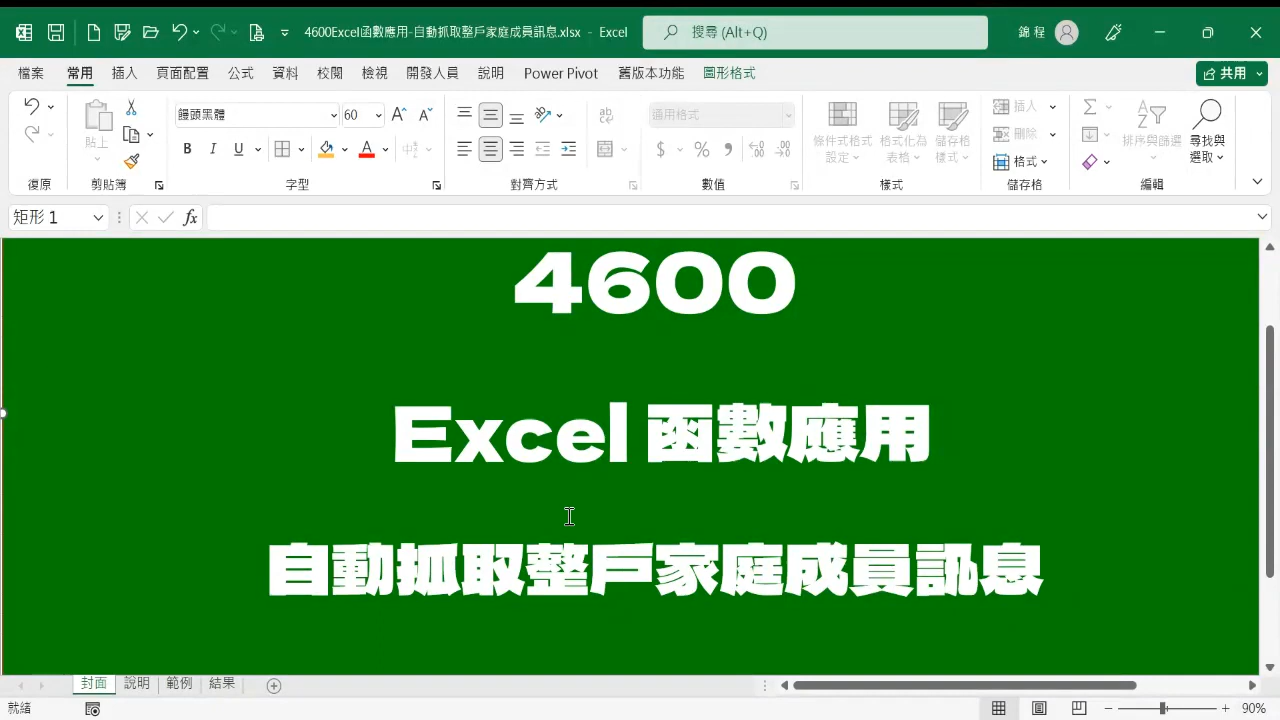 4600Excel函數應用-自動抓取整戶家庭成員訊息.xlsx - Excel
搜尋 (Alt+Q)
錦程
檔案 常用 插入 頁面配置 公式 資料 校閱 檢視 開發人員 說明 Power Pivot 舊版本功能 圖形格式
共用
饅頭黑體 60
通用格式
貼上
B I U
條件式格式設定
格式化為表格
儲存格樣式
插入
刪除
格式
排序與篩選
尋找與選取
復原 剪貼簿 字型 對齊方式 數值 樣式 儲存格 編輯
矩形 1
fx
4600
Excel 函數應用
自動抓取整戶家庭成員訊息
封面 說明 範例 結果
就緒
90%